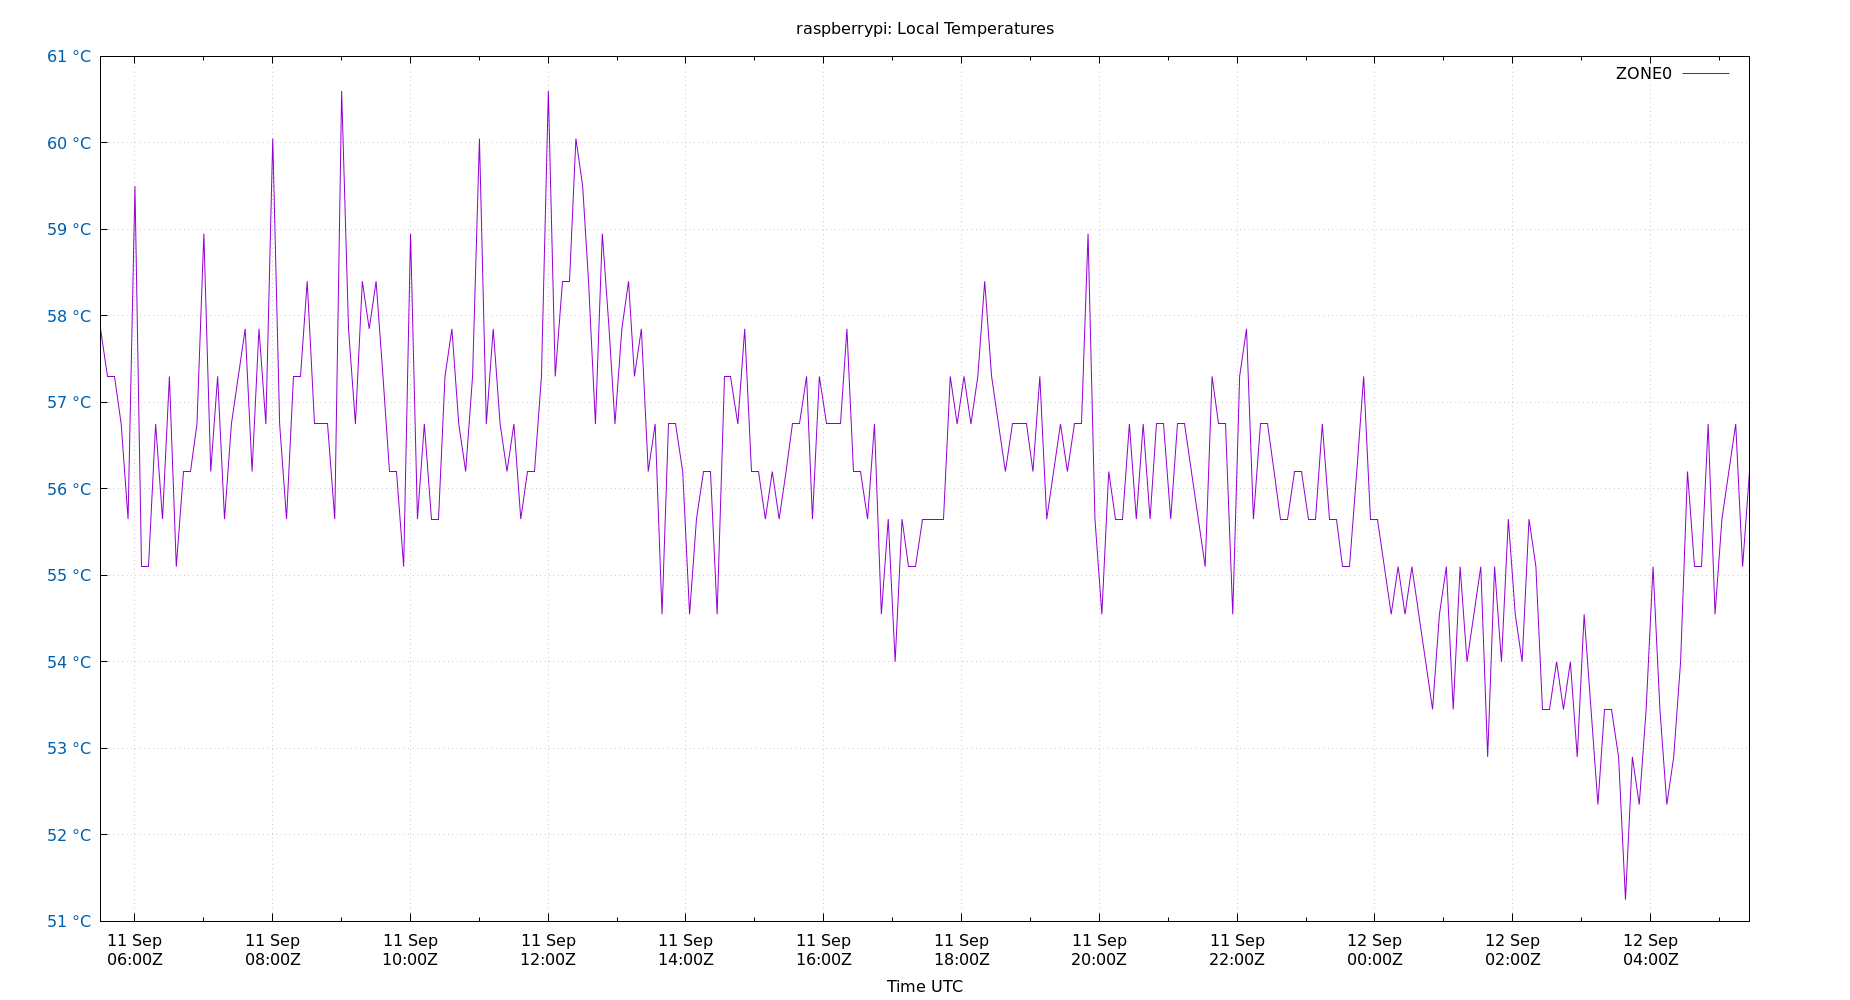 raspberrypi: Local Temperatures
61 °C
ZONE0
60 °C
59 °C
58 °C
57 °C
56 °C
55 °C
54 °C
53 °C
52 °C
51 °C
11 Sep 11 Sep 11 Sep 11 Sep 11 Sep 11 Sep 11 Sep 11 Sep 11 Sep 12 Sep 12 Sep 12 Sep
06:00Z 08:00Z 10:00Z 12:00Z 14:00Z 16:00Z 18:00Z 20:00Z 22:00Z 00:00Z 02:00Z 04:00Z
Time UTC